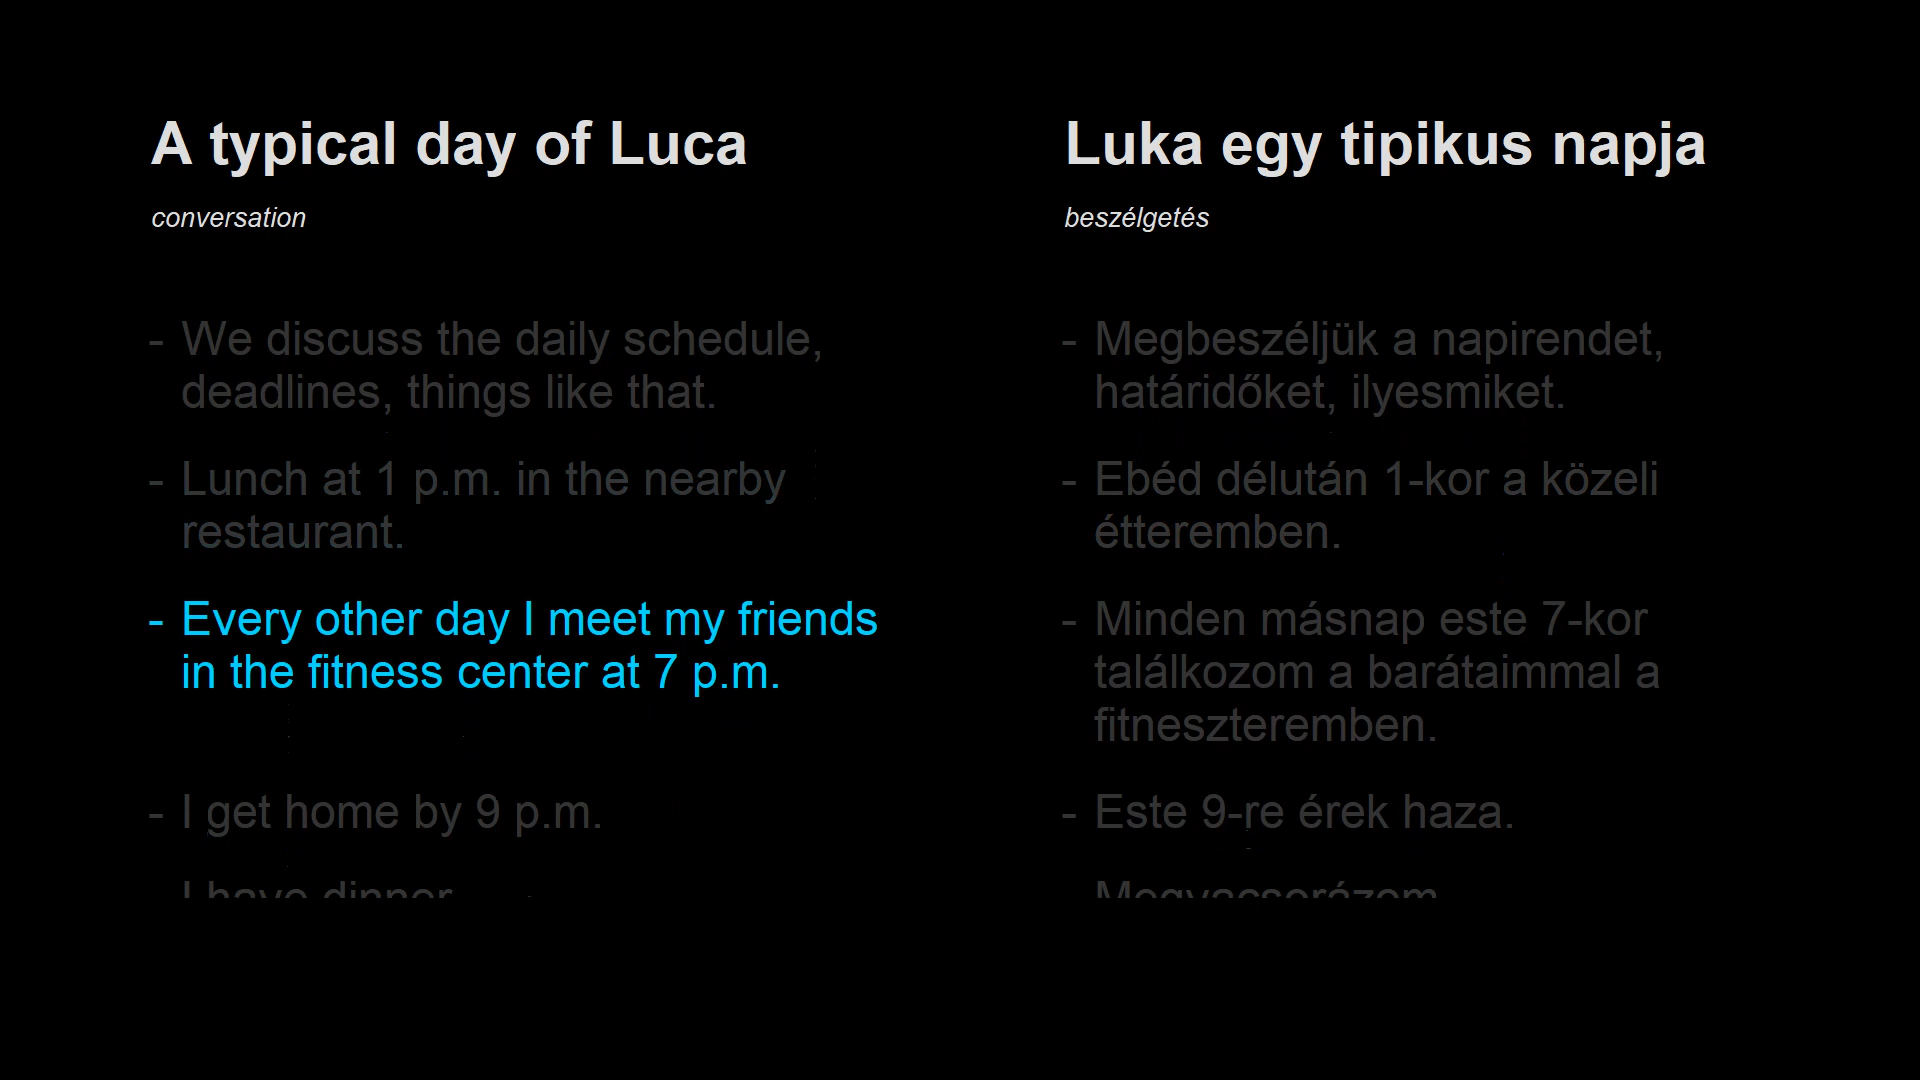 A typical day of Luca
conversation
- We discuss the daily schedule,
deadlines, things like that.
- Lunch at 1 p.m. in the nearby
restaurant.
- Every other day I meet my friends
in the fitness center at 7 p.m.
- I get home by 9 p.m.
I have dinner
Luka egy tipikus napja
beszélgetés
- Megbeszéljük a napirendet,
határidőket, ilyesmiket.
- Ebéd délután 1-kor a közeli
étteremben.
- Minden másnap este 7-kor
találkozom a barátaimmal a
fitneszteremben.
- Este 9-re érek haza.
Megvacsorázom